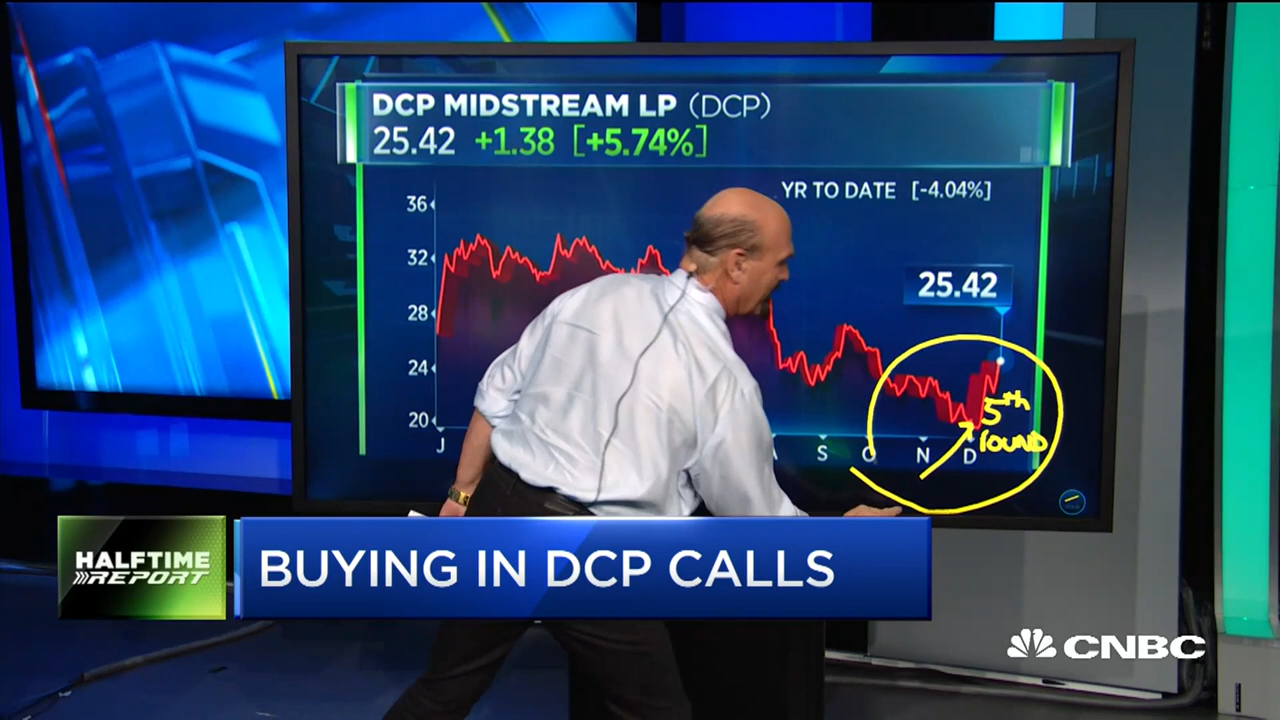 DCP MIDSTREAM LP (DCP)
25.42 +1.38 [+5.74%]
YR TO DATE [-4.04%]
36
32
28
24
20
25.42
J
S
O
N
D
5th
round
HALFTIME
REPORT
BUYING IN DCP CALLS
CNBC